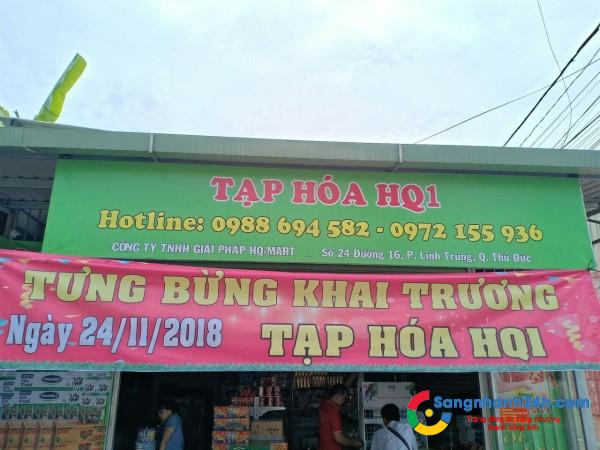 TẠP HÓA HQ1
Hotline: 0988 694 582 - 0972 155 936
CÔNG TY TNHH GIẢI PHÁP HQ-MART Số 24 Đường 16, P. Linh Trung, Q. Thủ Đức
TƯNG BỪNG KHAI TRƯƠNG
Ngày 24/11/2018 TẠP HÓA HQ1
Sangnhanh24h.com